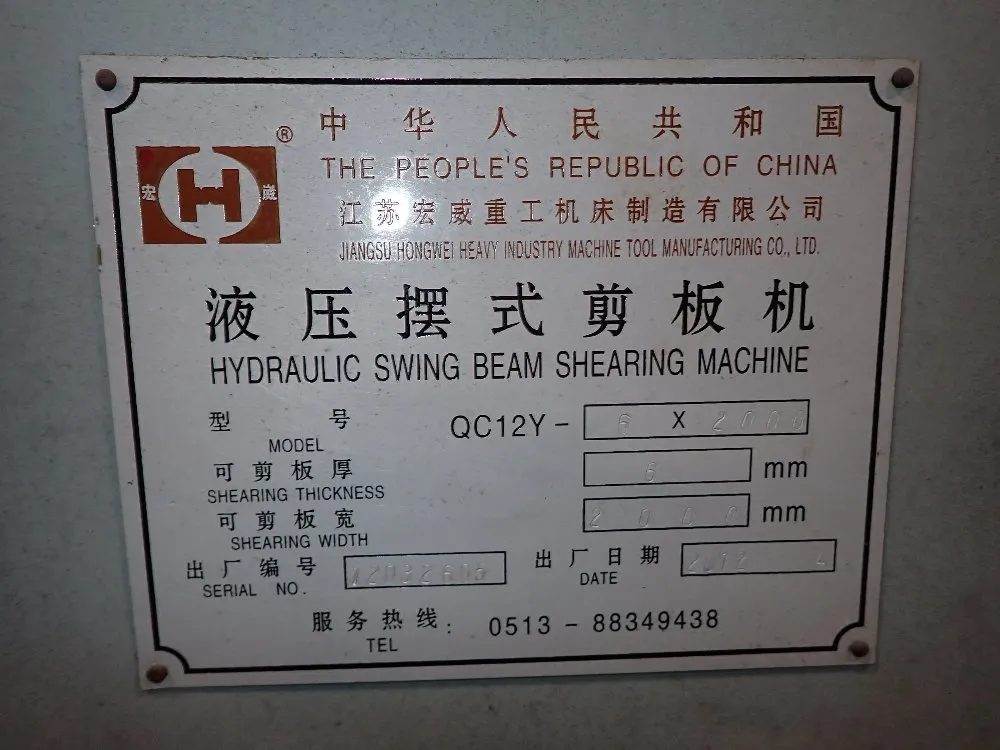 宏 H 威 ®
中华人民共和国
THE PEOPLE'S REPUBLIC OF CHINA
江苏宏威重工机床制造有限公司
JIANGSU HONGWEI HEAVY INDUSTRY MACHINE TOOL MANUFACTURING CO., LTD.
液压摆式剪板机
HYDRAULIC SWING BEAM SHEARING MACHINE
型号 QC12Y- 6 X 2000
MODEL
可剪板厚 6 mm
SHEARING THICKNESS
可剪板宽 2000 mm
SHEARING WIDTH
出厂编号 出厂日期 2012
SERIAL NO. DATE
服务热线: 0513-88349438
TEL